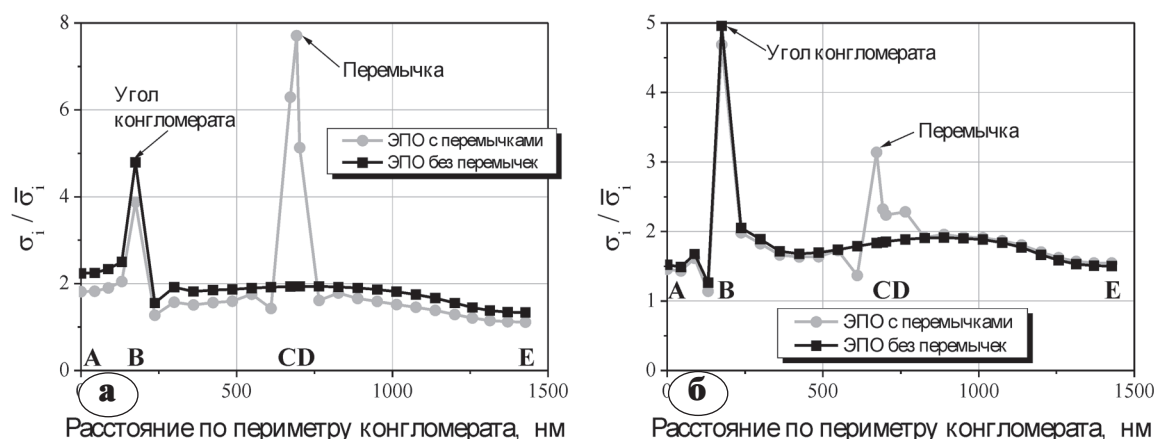 8
6
4
2
0
σi / σ̅i
Угол
конгломерата
Перемычка
ЭПО с перемычками
ЭПО без перемычек
A B CD E
а
500 1000 1500
Расстояние по периметру конгломерата, нм
5
4
3
2
1
0
σi / σ̅i
Угол конгломерата
Перемычка
A B CD E
ЭПО с перемычками
ЭПО без перемычек
б
500 1000 1500
Расстояние по периметру конгломерата, нм